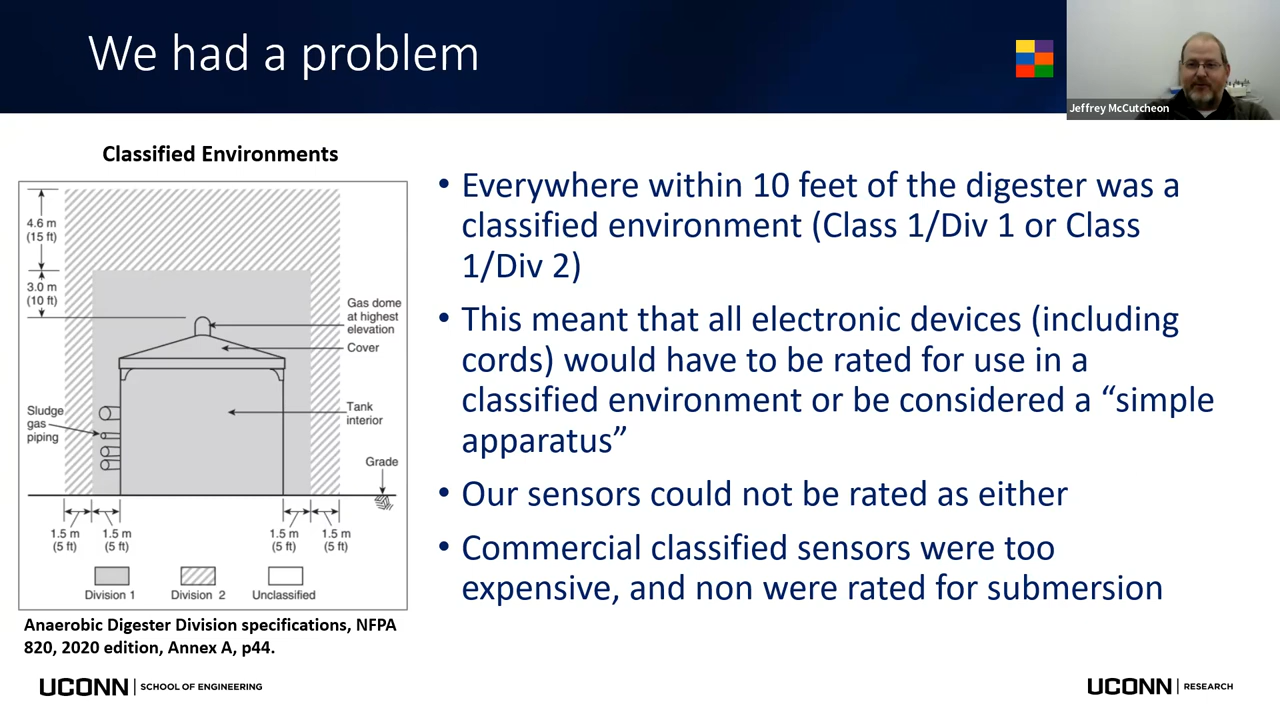 We had a problem
Jeffrey McCutcheon
Classified Environments
4.6 m
(15 ft)
3.0 m
(10 ft)
Gas dome
at highest
elevation
Cover
Sludge
gas
piping
Tank
interior
Grade
1.5 m
(5 ft)
1.5 m
(5 ft)
1.5 m
(5 ft)
1.5 m
(5 ft)
Division 1
Division 2
Unclassified
Anaerobic Digester Division specifications, NFPA
820, 2020 edition, Annex A, p44.
• Everywhere within 10 feet of the digester was a
classified environment (Class 1/Div 1 or Class
1/Div 2)
• This meant that all electronic devices (including
cords) would have to be rated for use in a
classified environment or be considered a “simple
apparatus”
• Our sensors could not be rated as either
• Commercial classified sensors were too
expensive, and non were rated for submersion
UCONN | SCHOOL OF ENGINEERING
UCONN | RESEARCH